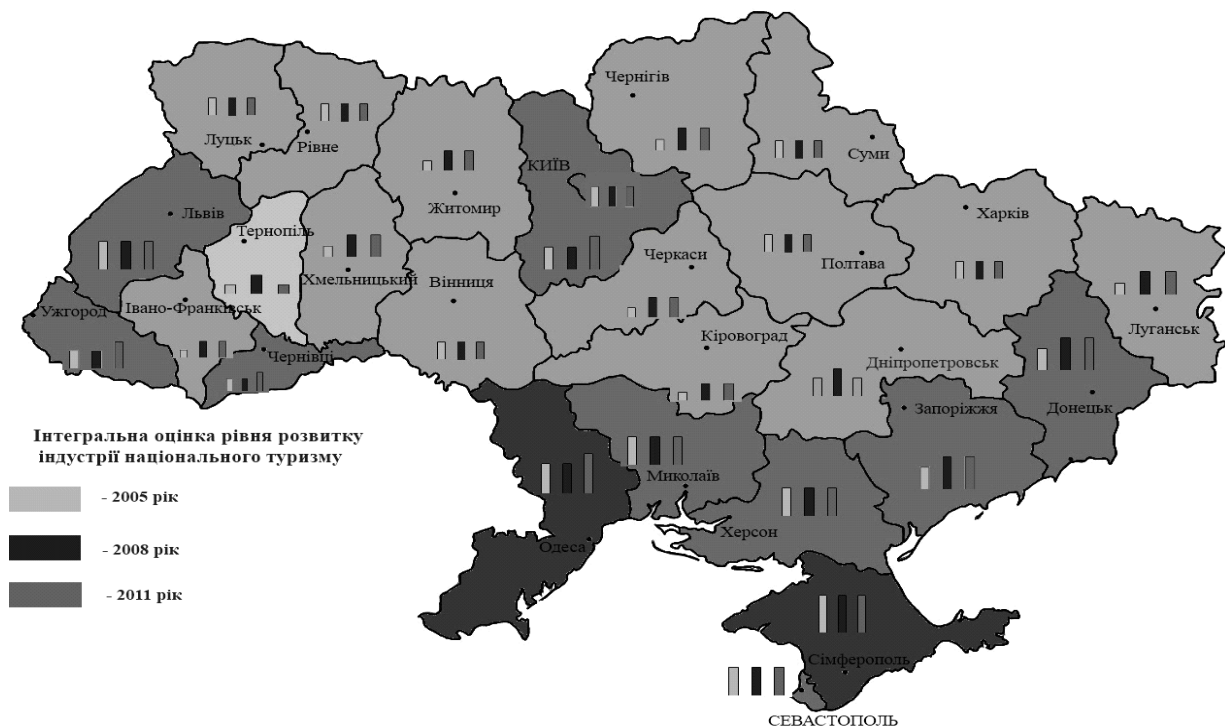 Чернігів
Луцьк
Рівне
КИЇВ
Суми
Житомир
Львів
Харків
Тернопіль
Черкаси
Полтава
Хмельницький
Вінниця
Ужгород
Івано-Франківськ
Луганськ
Кіровоград
Чернівці
Дніпропетровськ
Запоріжжя
Донецьк
Інтегральна оцінка рівня розвитку
індустрії національного туризму
- 2005 рік
- 2008 рік
- 2011 рік
Миколаїв
Херсон
Одеса
Сімферополь
СЕВАСТОПОЛЬ